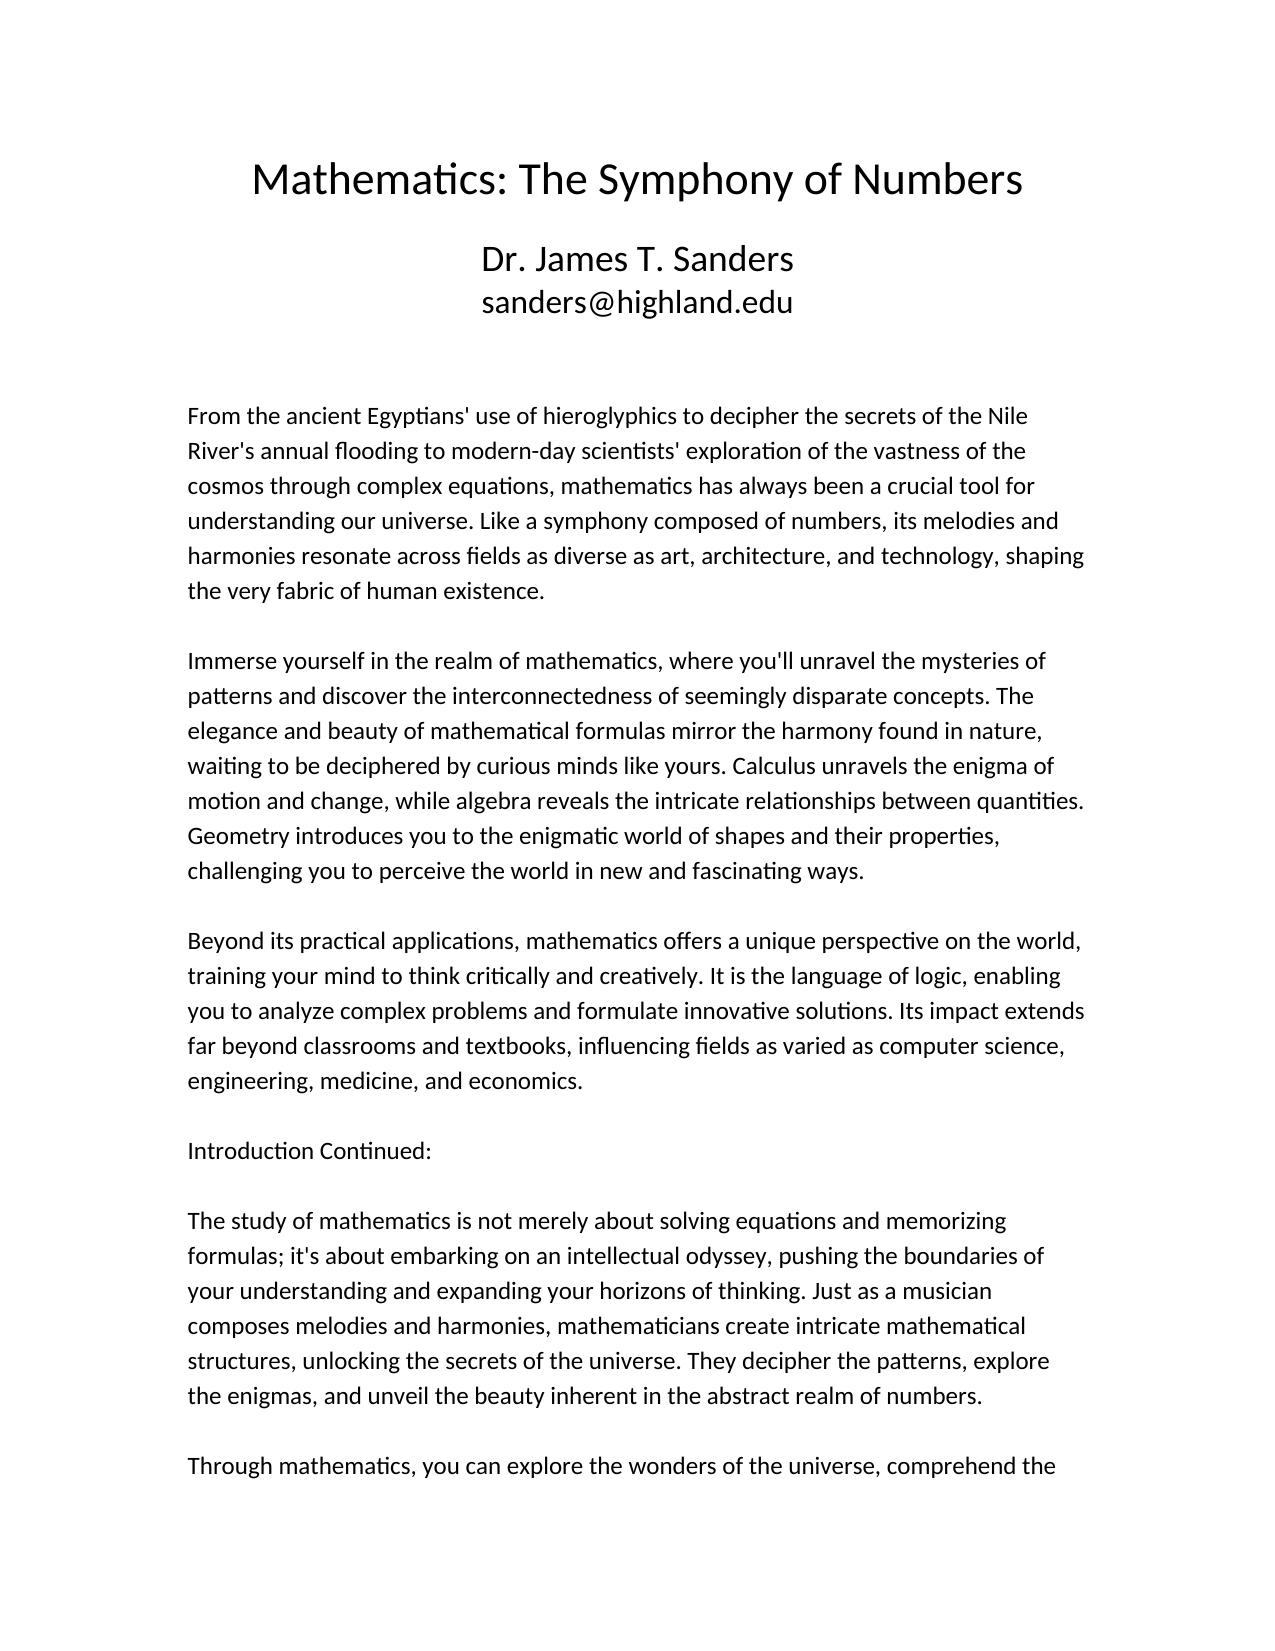 Mathematics: The Symphony of Numbers
Dr. James T. Sanders
sanders@highland.edu
From the ancient Egyptians' use of hieroglyphics to decipher the secrets of the Nile
River's annual flooding to modern-day scientists' exploration of the vastness of the
cosmos through complex equations, mathematics has always been a crucial tool for
understanding our universe. Like a symphony composed of numbers, its melodies and
harmonies resonate across fields as diverse as art, architecture, and technology, shaping
the very fabric of human existence.
Immerse yourself in the realm of mathematics, where you'll unravel the mysteries of
patterns and discover the interconnectedness of seemingly disparate concepts. The
elegance and beauty of mathematical formulas mirror the harmony found in nature,
waiting to be deciphered by curious minds like yours. Calculus unravels the enigma of
motion and change, while algebra reveals the intricate relationships between quantities.
Geometry introduces you to the enigmatic world of shapes and their properties,
challenging you to perceive the world in new and fascinating ways.
Beyond its practical applications, mathematics offers a unique perspective on the world,
training your mind to think critically and creatively. It is the language of logic, enabling
you to analyze complex problems and formulate innovative solutions. Its impact extends
far beyond classrooms and textbooks, influencing fields as varied as computer science,
engineering, medicine, and economics.
Introduction Continued:
The study of mathematics is not merely about solving equations and memorizing
formulas; it's about embarking on an intellectual odyssey, pushing the boundaries of
your understanding and expanding your horizons of thinking. Just as a musician
composes melodies and harmonies, mathematicians create intricate mathematical
structures, unlocking the secrets of the universe. They decipher the patterns, explore
the enigmas, and unveil the beauty inherent in the abstract realm of numbers.
Through mathematics, you can explore the wonders of the universe, comprehend the